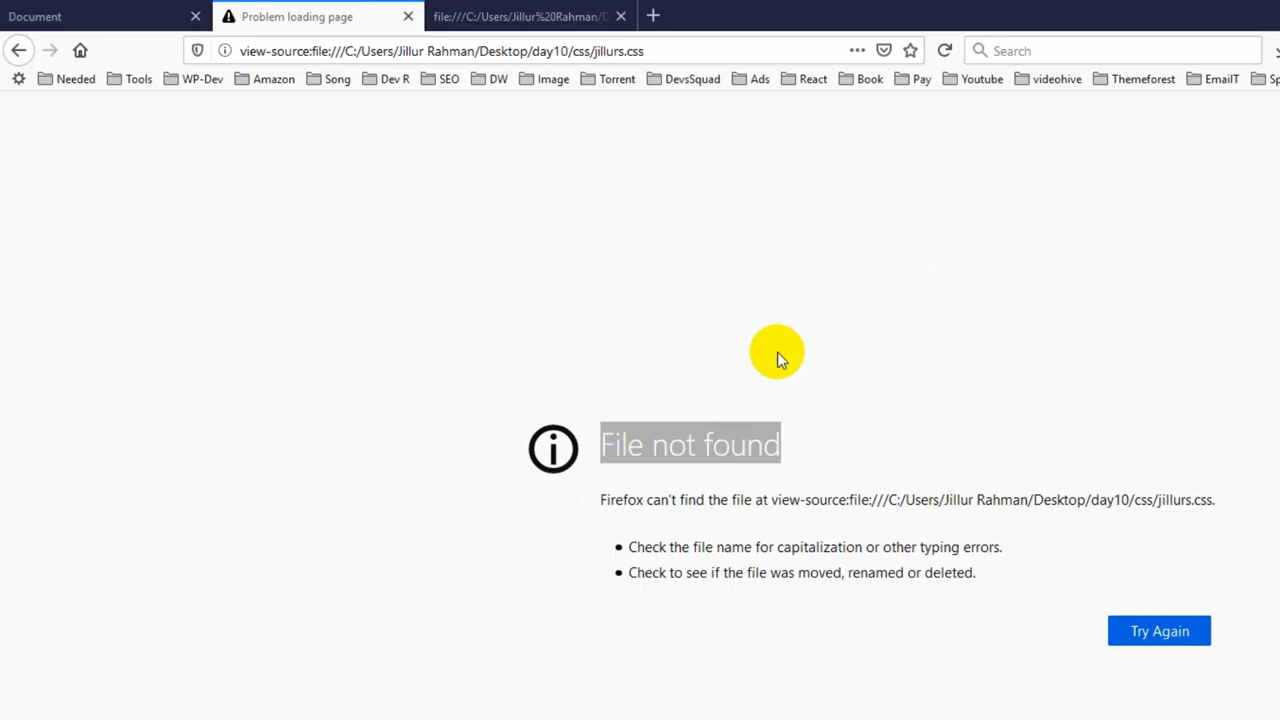 Document
Problem loading page
file:///C:/Users/Jillur%20Rahman/D
view-source:file:///C:/Users/Jillur Rahman/Desktop/day10/css/jillurs.css
Search
Needed Tools WP-Dev Amazon Song Dev R SEO DW Image Torrent DevsSquad Ads React Book Pay Youtube videohive Themeforest EmailT Sp
File not found
Firefox can't find the file at view-source:file:///C:/Users/Jillur Rahman/Desktop/day10/css/jillurs.css.
Check the file name for capitalization or other typing errors.
Check to see if the file was moved, renamed or deleted.
Try Again